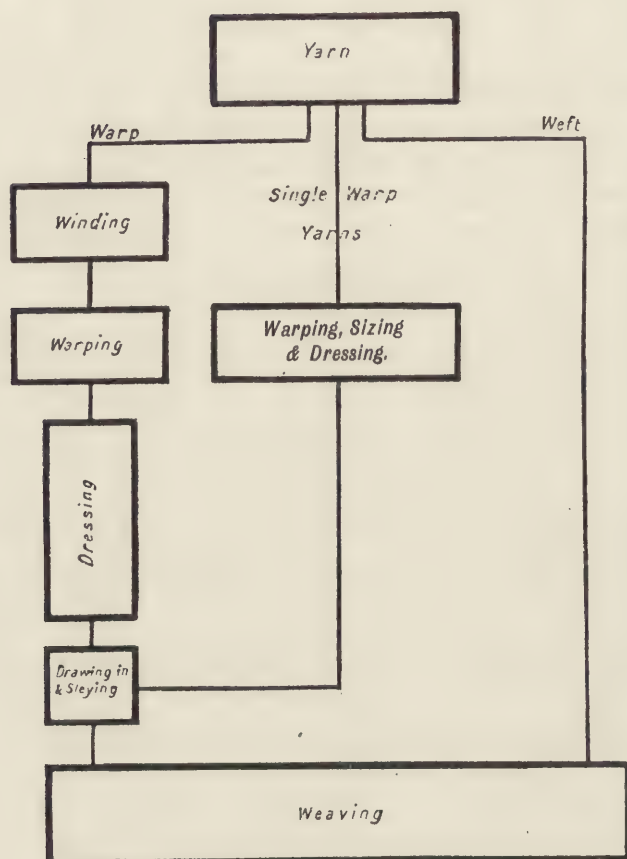 Yarn
Warp
Weft
Single Warp
Yarns
Winding
Warping
Warping, Sizing
& Dressing.
Dressing
Drawing in
& Sleying
Weaving